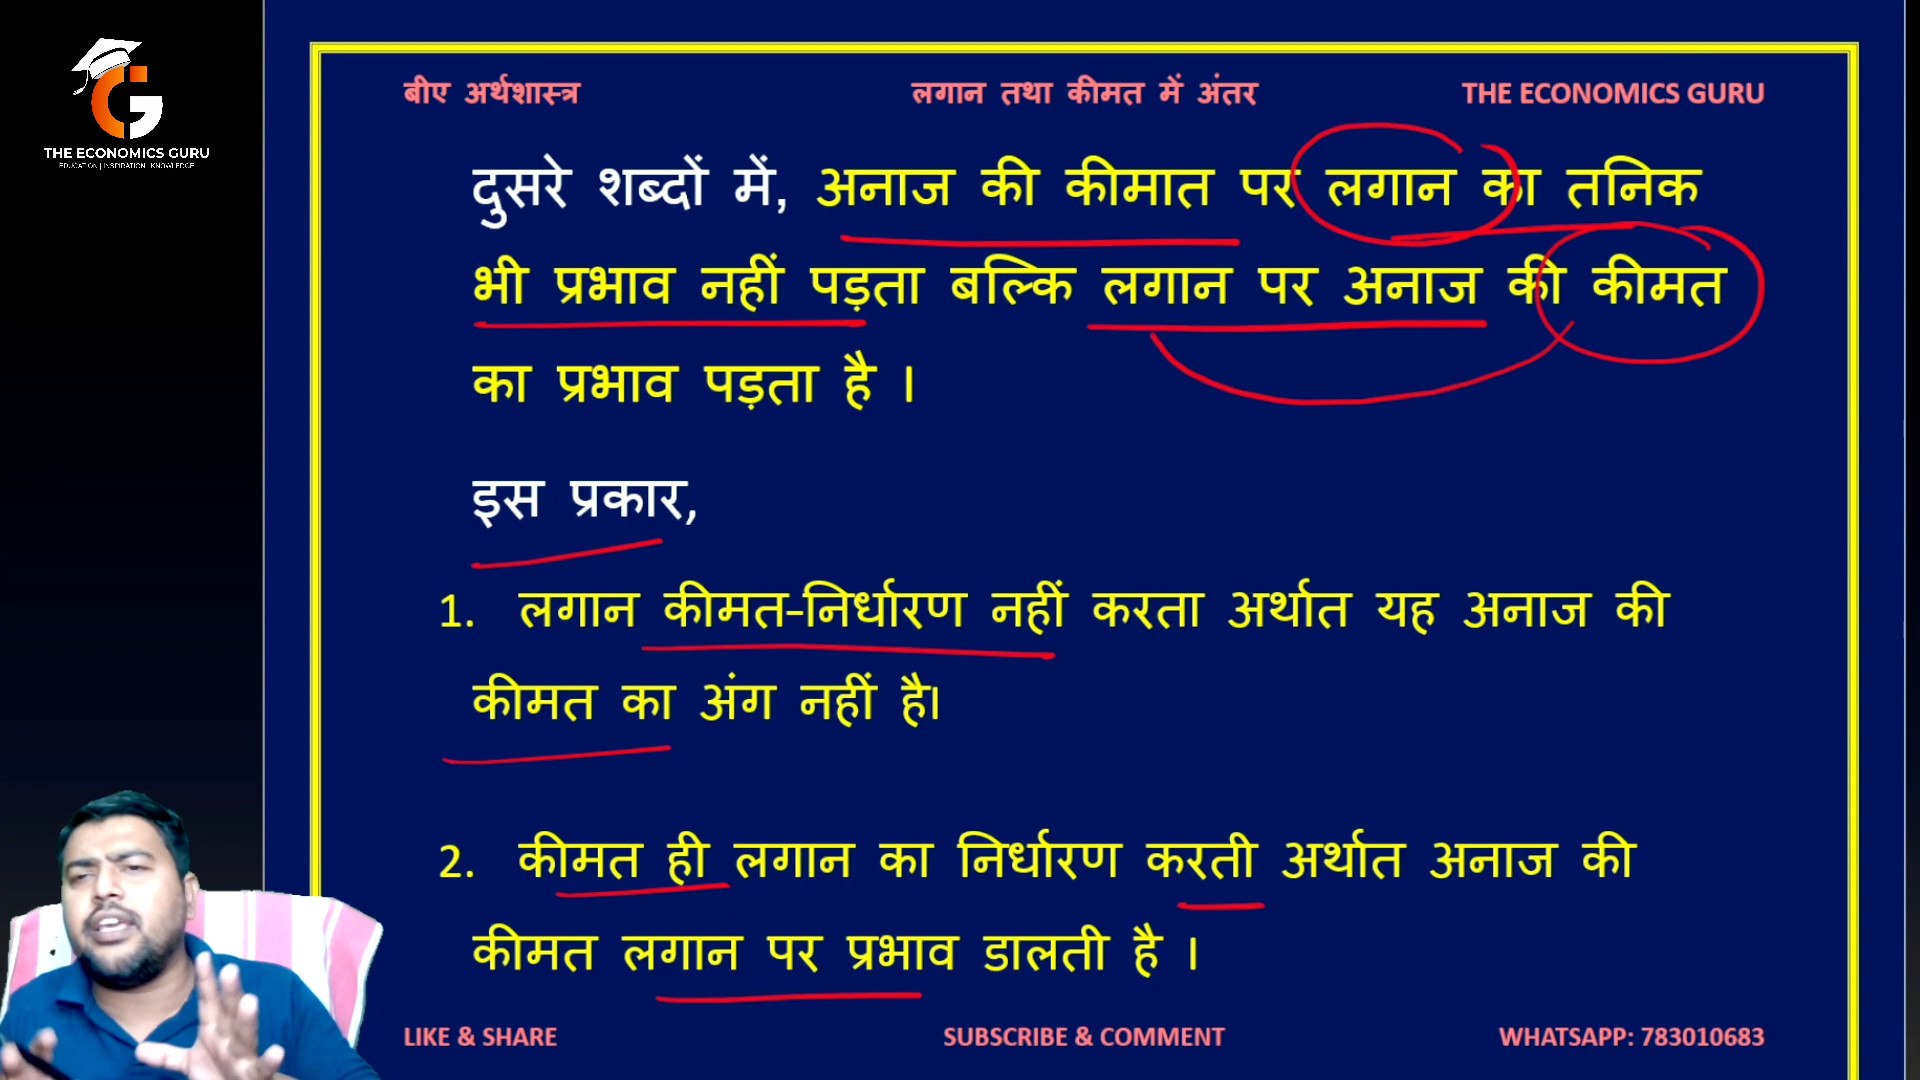 THE ECONOMICS GURU
EDUCATION | INSPIRATION | KNOWLEDGE
बीए अर्थशास्त्र
लगान तथा कीमत में अंतर
THE ECONOMICS GURU
दुसरे शब्दों में, अनाज की कीमात पर लगान का तनिक
भी प्रभाव नहीं पड़ता बल्कि लगान पर अनाज की कीमत
का प्रभाव पड़ता है ।
इस प्रकार,
1. लगान कीमत-निर्धारण नहीं करता अर्थात यह अनाज की
कीमत का अंग नहीं है।
2. कीमत ही लगान का निर्धारण करती अर्थात अनाज की
कीमत लगान पर प्रभाव डालती है ।
LIKE & SHARE
SUBSCRIBE & COMMENT
WHATSAPP: 783010683